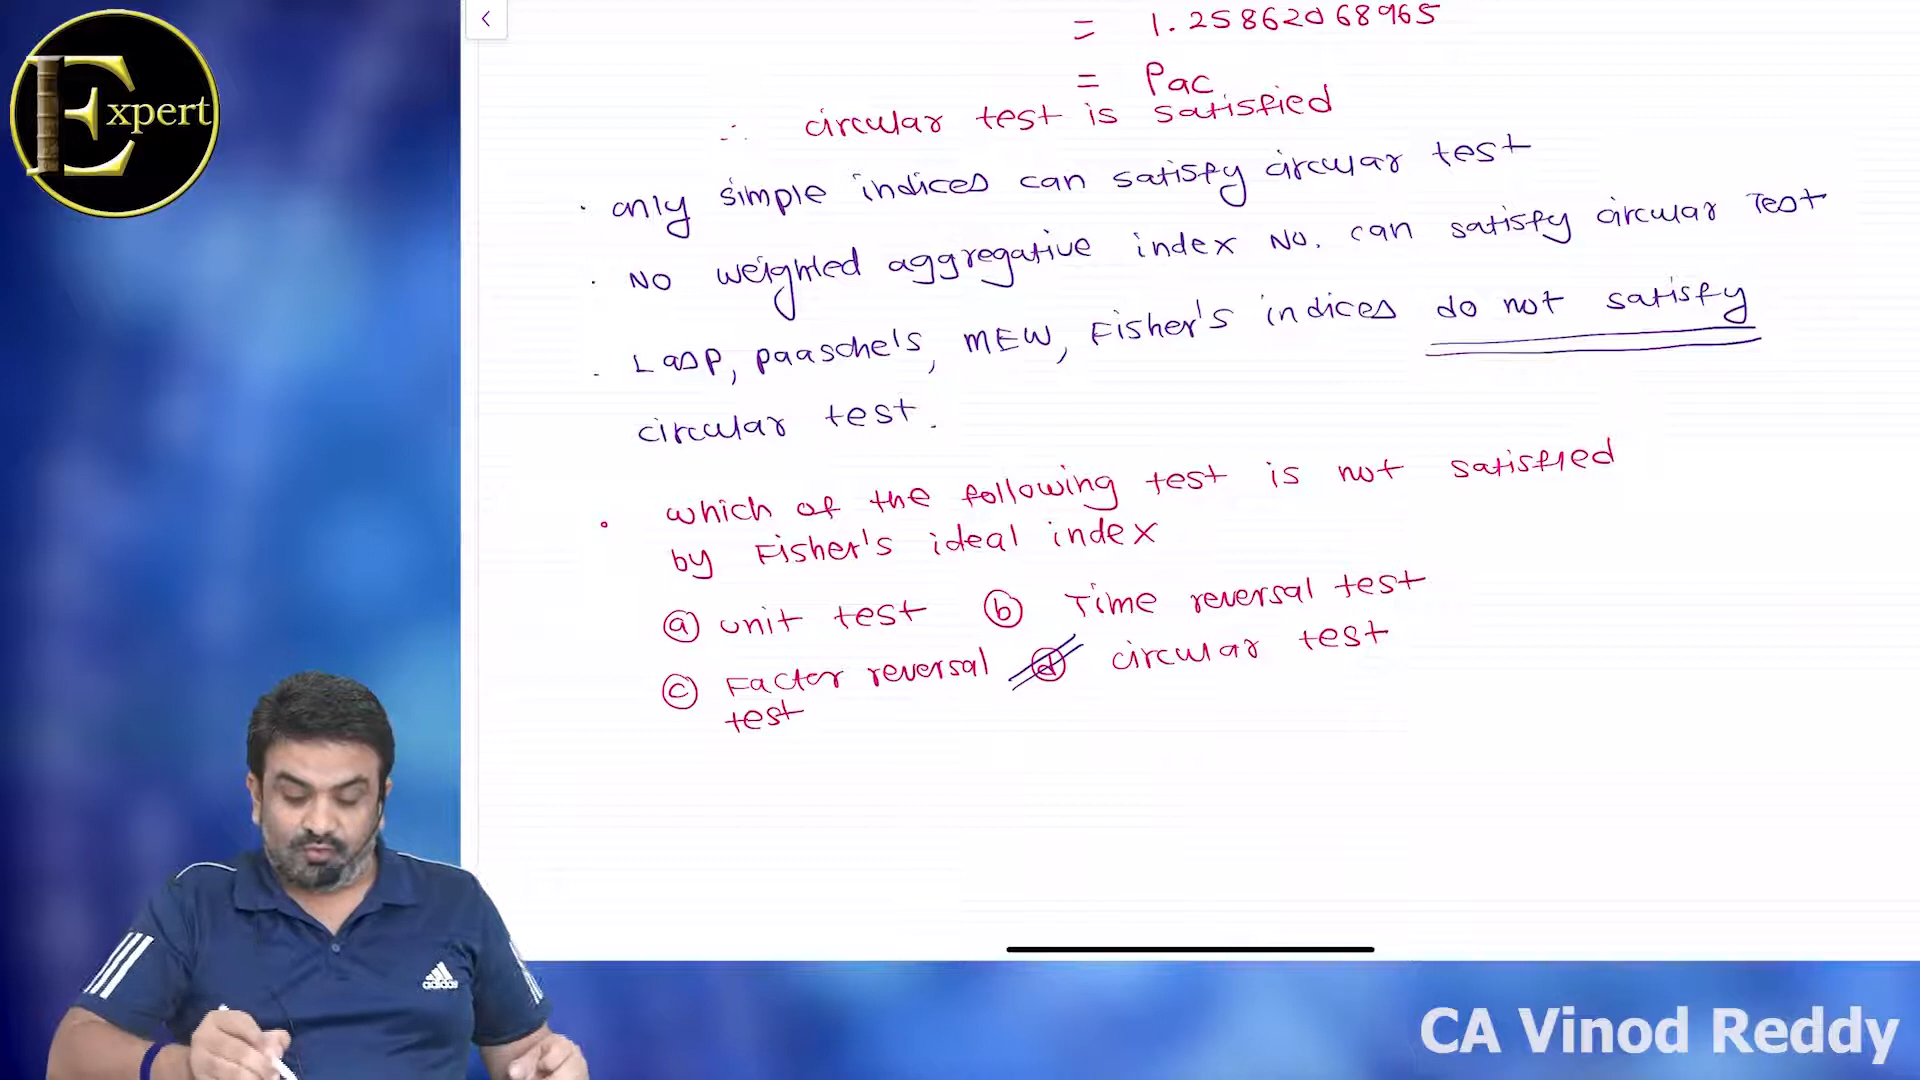 Expert
<
= 1.25862068965
= Pac
∴ circular test is satisfied
· only simple indices can satisfy circular test
· No weighted aggregative index No. can satisfy circular Test
· Lasp, paasche's, MEW, Fisher's indices do not satisfy
circular test.
• which of the following test is not satisfied
by Fisher's ideal index
ⓐ unit test ⓑ Time reversal test
ⓒ Factor reversal ⓓ circular test
test
adidas
CA Vinod Reddy